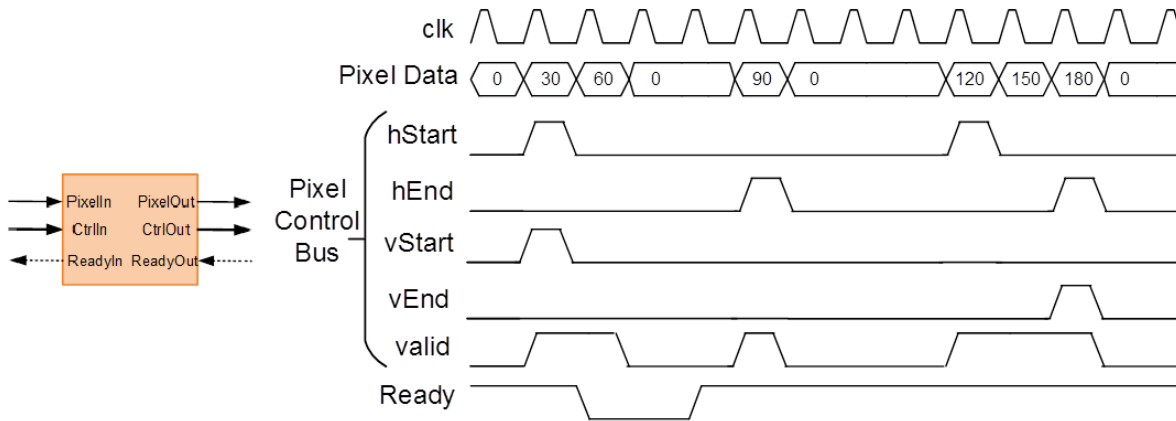 clk
Pixel Data
0 30 60 0 90 0 120 150 180 0
hStart
hEnd
Pixel
Control
Bus
vStart
vEnd
valid
Ready
PixelIn PixelOut
CtrlIn CtrlOut
ReadyIn ReadyOut